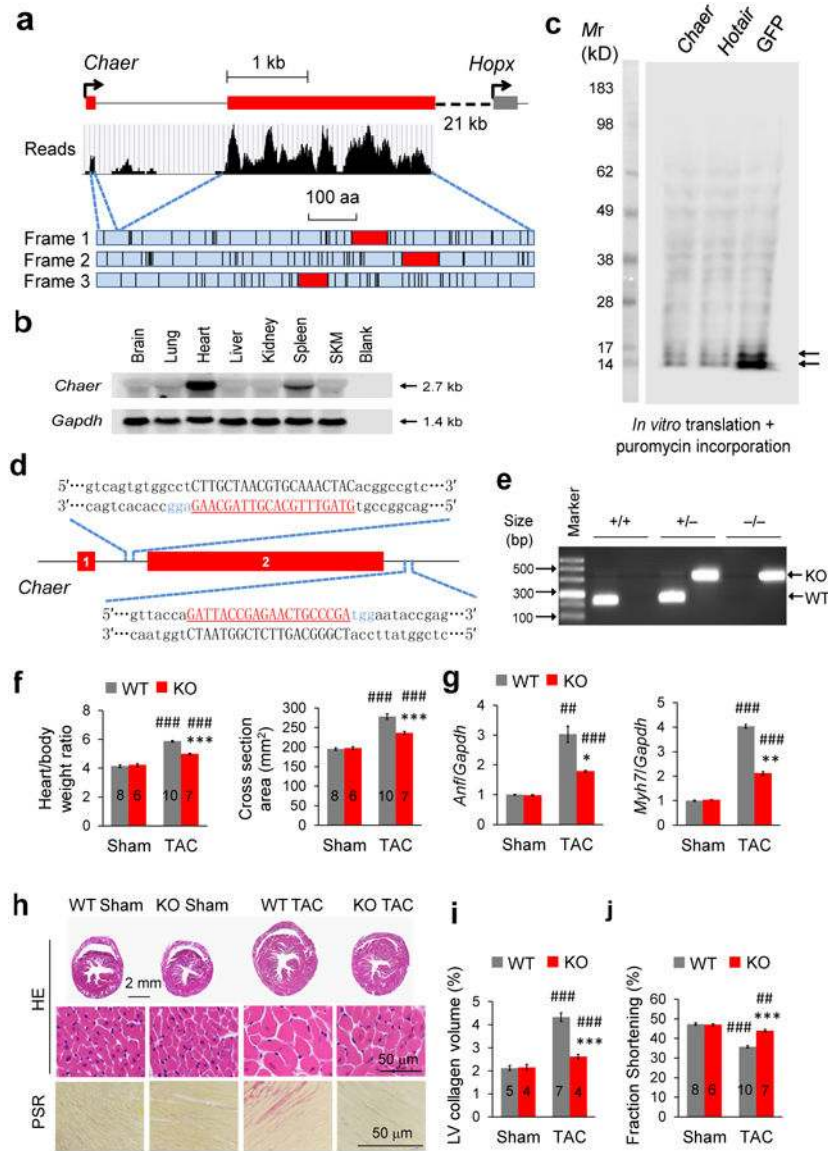 a
Chaer
1 kb
Hopx
21 kb
Reads
100 aa
Frame 1
Frame 2
Frame 3
b
Brain Lung Heart Liver Kidney Spleen SKM Blank
Chaer
2.7 kb
Gapdh
1.4 kb
c
Mr (kD)
Chaer Hotair GFP
183
98
62
49
38
28
17
14
In vitro translation +
puromycin incorporation
d
5′···gtcagtgtggcctCTTGCTAACGTGCAAACTACacggccgtc···3′
3′···cagtcacaccggaGAACGATTGCACGTTTGATGtgccggcag···5′
1 2
Chaer
5′···gttaccaGATTACCGAGAACTGCCCGAtggaataccgag···3′
3′···caatggtCTAATGGCTCTTGACGGGCTaccttatggctc···5′
e
Size (bp)
Marker
+/+ +/− −/−
500
300
100
KO
WT
f
WT KO
Heart/body
weight ratio
8
6
4
2
0
### ###
***
8 6 10 7
Sham TAC
Cross section
area (mm²)
300
250
200
150
100
50
0
### ###
***
8 6 10 7
Sham TAC
g
WT KO
Anf/Gapdh
4
3
2
1
0
##
###
*
Sham TAC
Myh7/Gapdh
5
4
3
2
1
0
###
###
**
Sham TAC
h
WT Sham KO Sham WT TAC KO TAC
HE
2 mm
50 µm
PSR
50 µm
i
WT KO
LV collagen volume (%)
6
5
4
3
2
1
0
###
###
***
5 4 7 4
Sham TAC
j
WT KO
Fraction Shortening (%)
60
50
40
30
20
10
0
##
### ***
8 6 10 7
Sham TAC